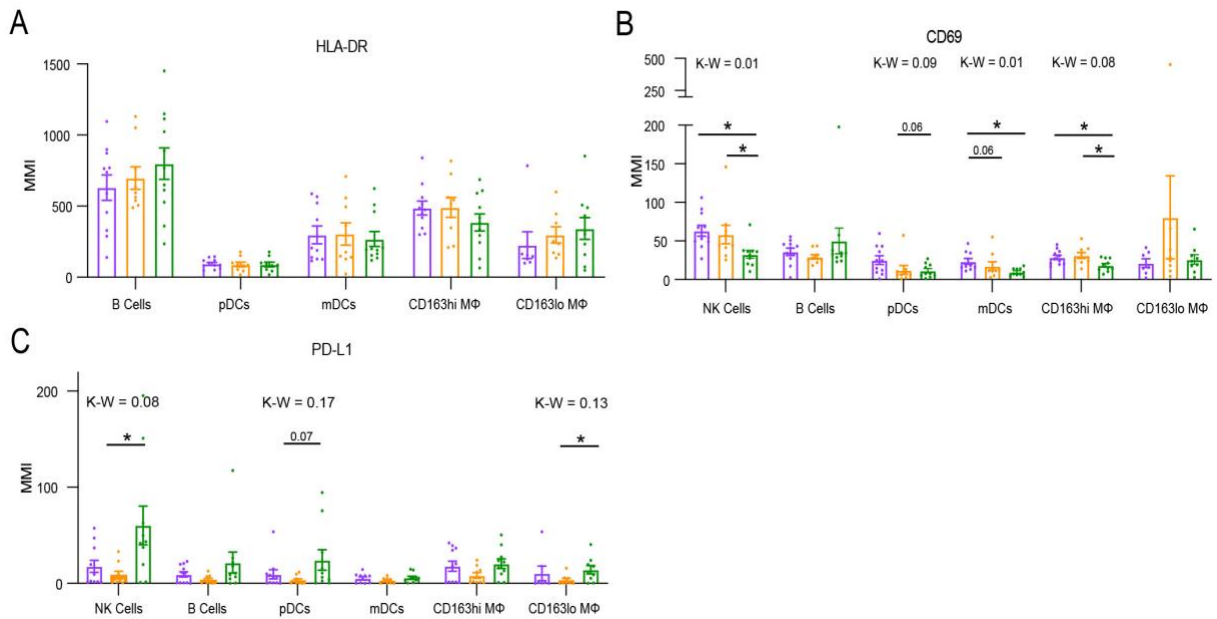 A
HLA-DR
MMI
1500
1000
500
0
B Cells pDCs mDCs CD163hi MΦ CD163lo MΦ
B
CD69
MMI
500
250
200
150
100
50
0
K-W = 0.01 K-W = 0.09 K-W = 0.01 K-W = 0.08
* 0.06 * *
* 0.06 *
NK Cells B Cells pDCs mDCs CD163hi MΦ CD163lo MΦ
C
PD-L1
MMI
200
100
0
K-W = 0.08 K-W = 0.17 K-W = 0.13
* 0.07 *
NK Cells B Cells pDCs mDCs CD163hi MΦ CD163lo MΦ